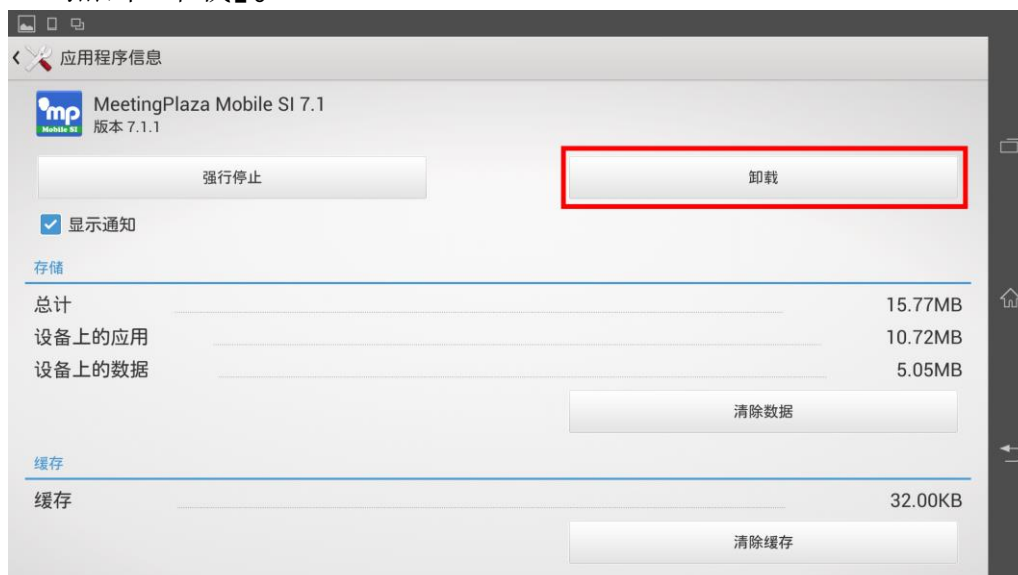 应用程序信息
mp
Mobile SI
MeetingPlaza Mobile SI 7.1
版本 7.1.1
强行停止
卸载
显示通知
存储
总计 15.77MB
设备上的应用 10.72MB
设备上的数据 5.05MB
清除数据
缓存
缓存 32.00KB
清除缓存